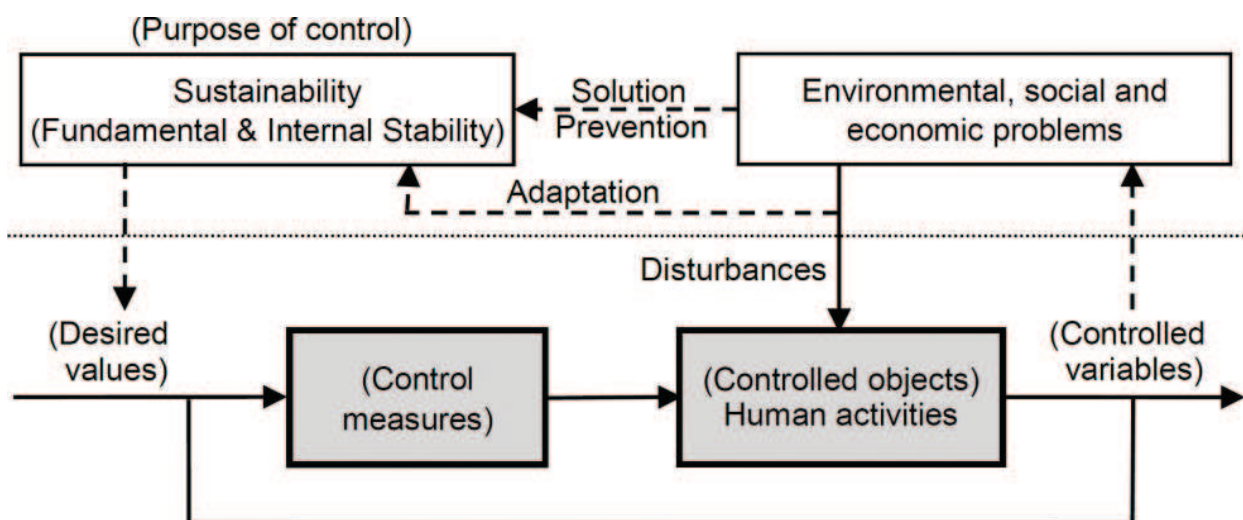 (Purpose of control)
Sustainability
(Fundamental & Internal Stability)
Solution
Prevention
Environmental, social and
economic problems
Adaptation
Disturbances
(Desired
values)
(Control
measures)
(Controlled objects)
Human activities
(Controlled
variables)